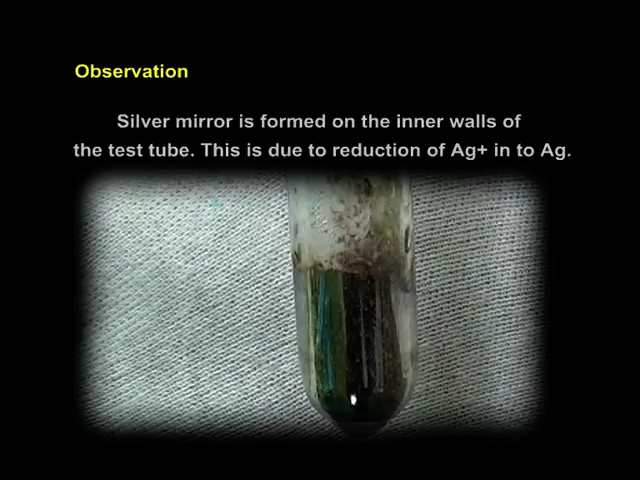 Observation
Silver mirror is formed on the inner walls of
the test tube. This is due to reduction of Ag+ in to Ag.